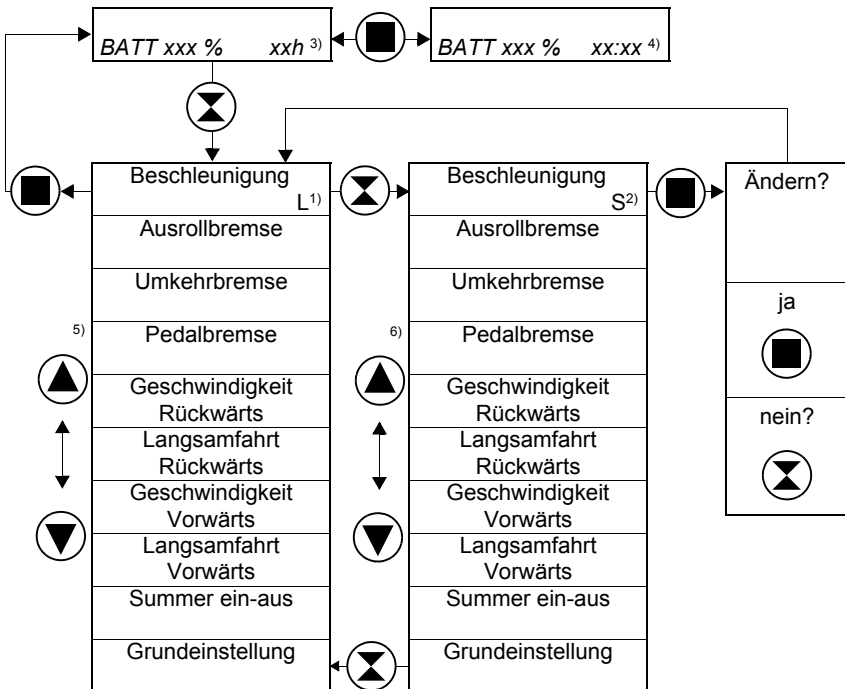 BATT xxx % xxh 3)
BATT xxx % xx:xx 4)
Beschleunigung
L1)
Ausrollbremse
Umkehrbremse
5)
Pedalbremse
Geschwindigkeit
Rückwärts
Langsamfahrt
Rückwärts
Geschwindigkeit
Vorwärts
Langsamfahrt
Vorwärts
Summer ein-aus
Grundeinstellung
Beschleunigung
S2)
Ausrollbremse
Umkehrbremse
6)
Pedalbremse
Geschwindigkeit
Rückwärts
Langsamfahrt
Rückwärts
Geschwindigkeit
Vorwärts
Langsamfahrt
Vorwärts
Summer ein-aus
Grundeinstellung
Ändern?
ja
nein?